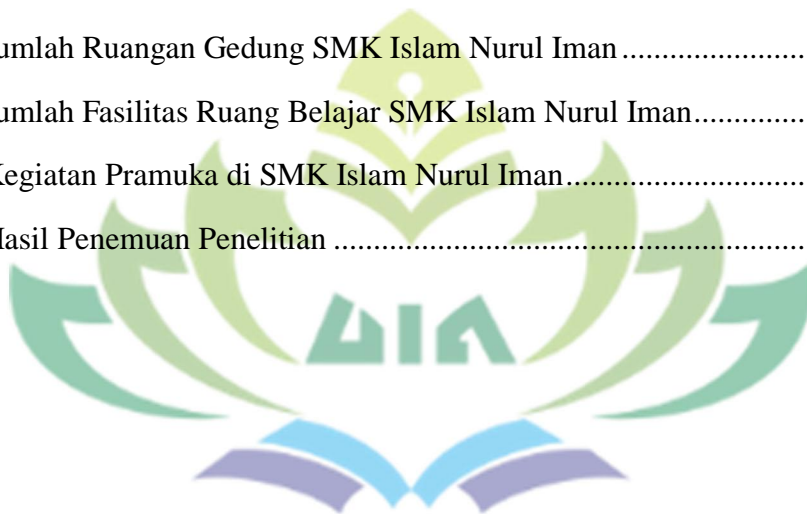 umlah Ruangan Gedung SMK Islam Nurul Iman .......................
umlah Fasilitas Ruang Belajar SMK Islam Nurul Iman..............
Kegiatan Pramuka di SMK Islam Nurul Iman..............................
Hasil Penemuan Penelitian ...........................................................
UIN